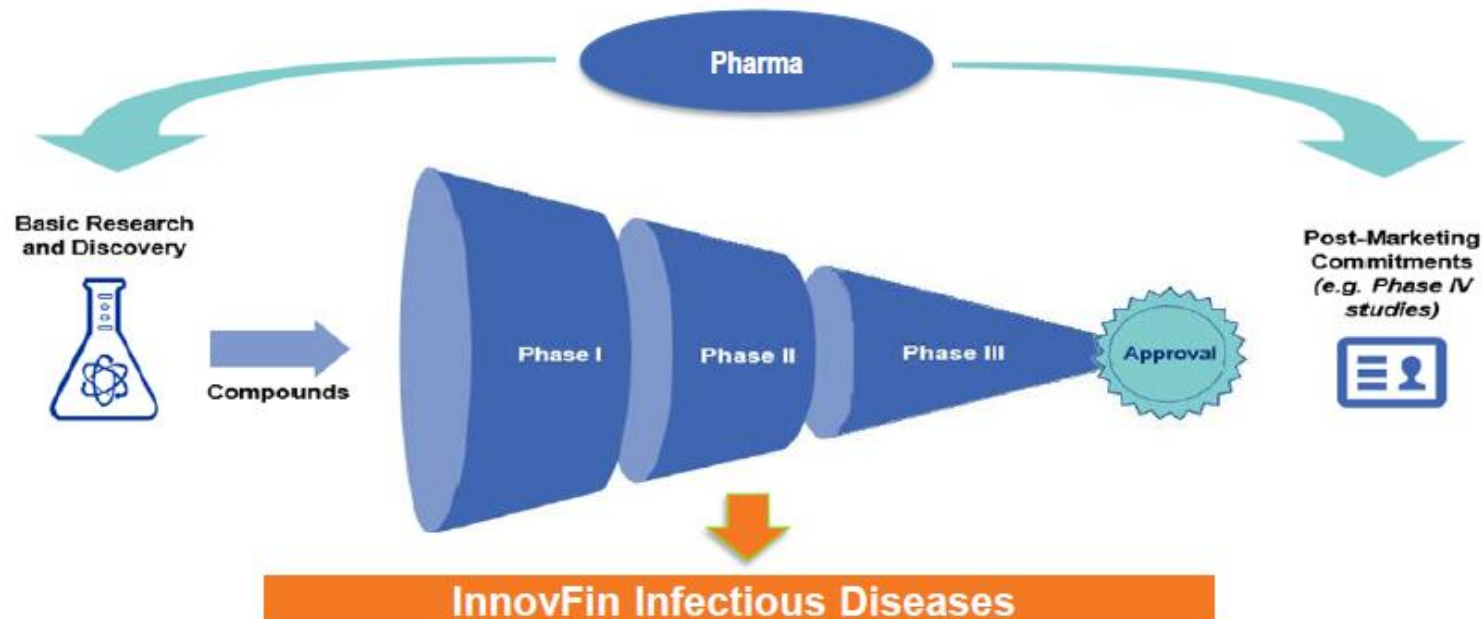 Pharma
Basic Research
and Discovery
Compounds
Phase I
Phase II
Phase III
Approval
Post-Marketing
Commitments
(e.g. Phase IV
studies)
InnovFin Infectious Diseases